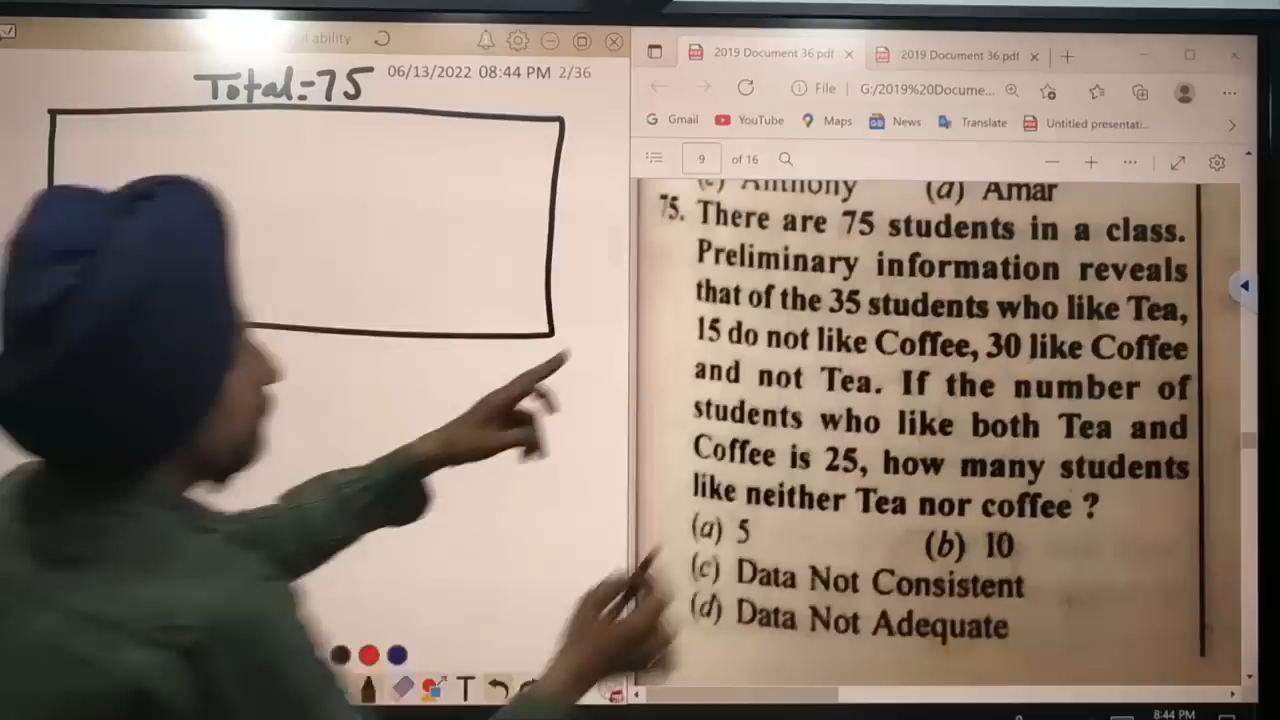 ability
06/13/2022 08:44 PM 2/36
Total=75
2019 Document 36.pdf
2019 Document 36.pdf
File
G:/2019%20Docume...
Gmail
YouTube
Maps
News
Translate
Untitled presentati...
9 of 16
(c) Anthony (d) Amar
75. There are 75 students in a class.
Preliminary information reveals
that of the 35 students who like Tea,
15 do not like Coffee, 30 like Coffee
and not Tea. If the number of
students who like both Tea and
Coffee is 25, how many students
like neither Tea nor coffee ?
(a) 5 (b) 10
(c) Data Not Consistent
(d) Data Not Adequate
T
8:44 PM